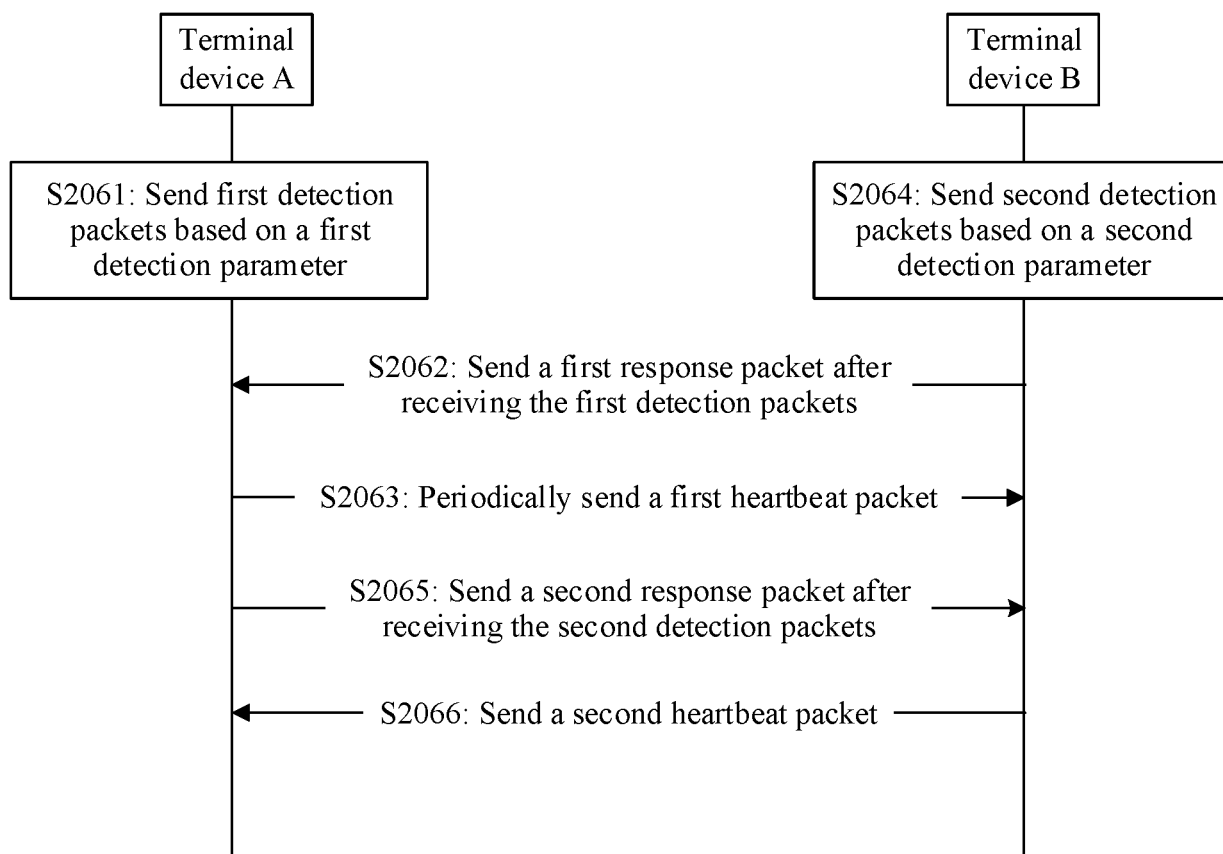 Terminal
device A
Terminal
device B
S2061: Send first detection
packets based on a first
detection parameter
S2064: Send second detection
packets based on a second
detection parameter
S2062: Send a first response packet after
receiving the first detection packets
S2063: Periodically send a first heartbeat packet
S2065: Send a second response packet after
receiving the second detection packets
S2066: Send a second heartbeat packet